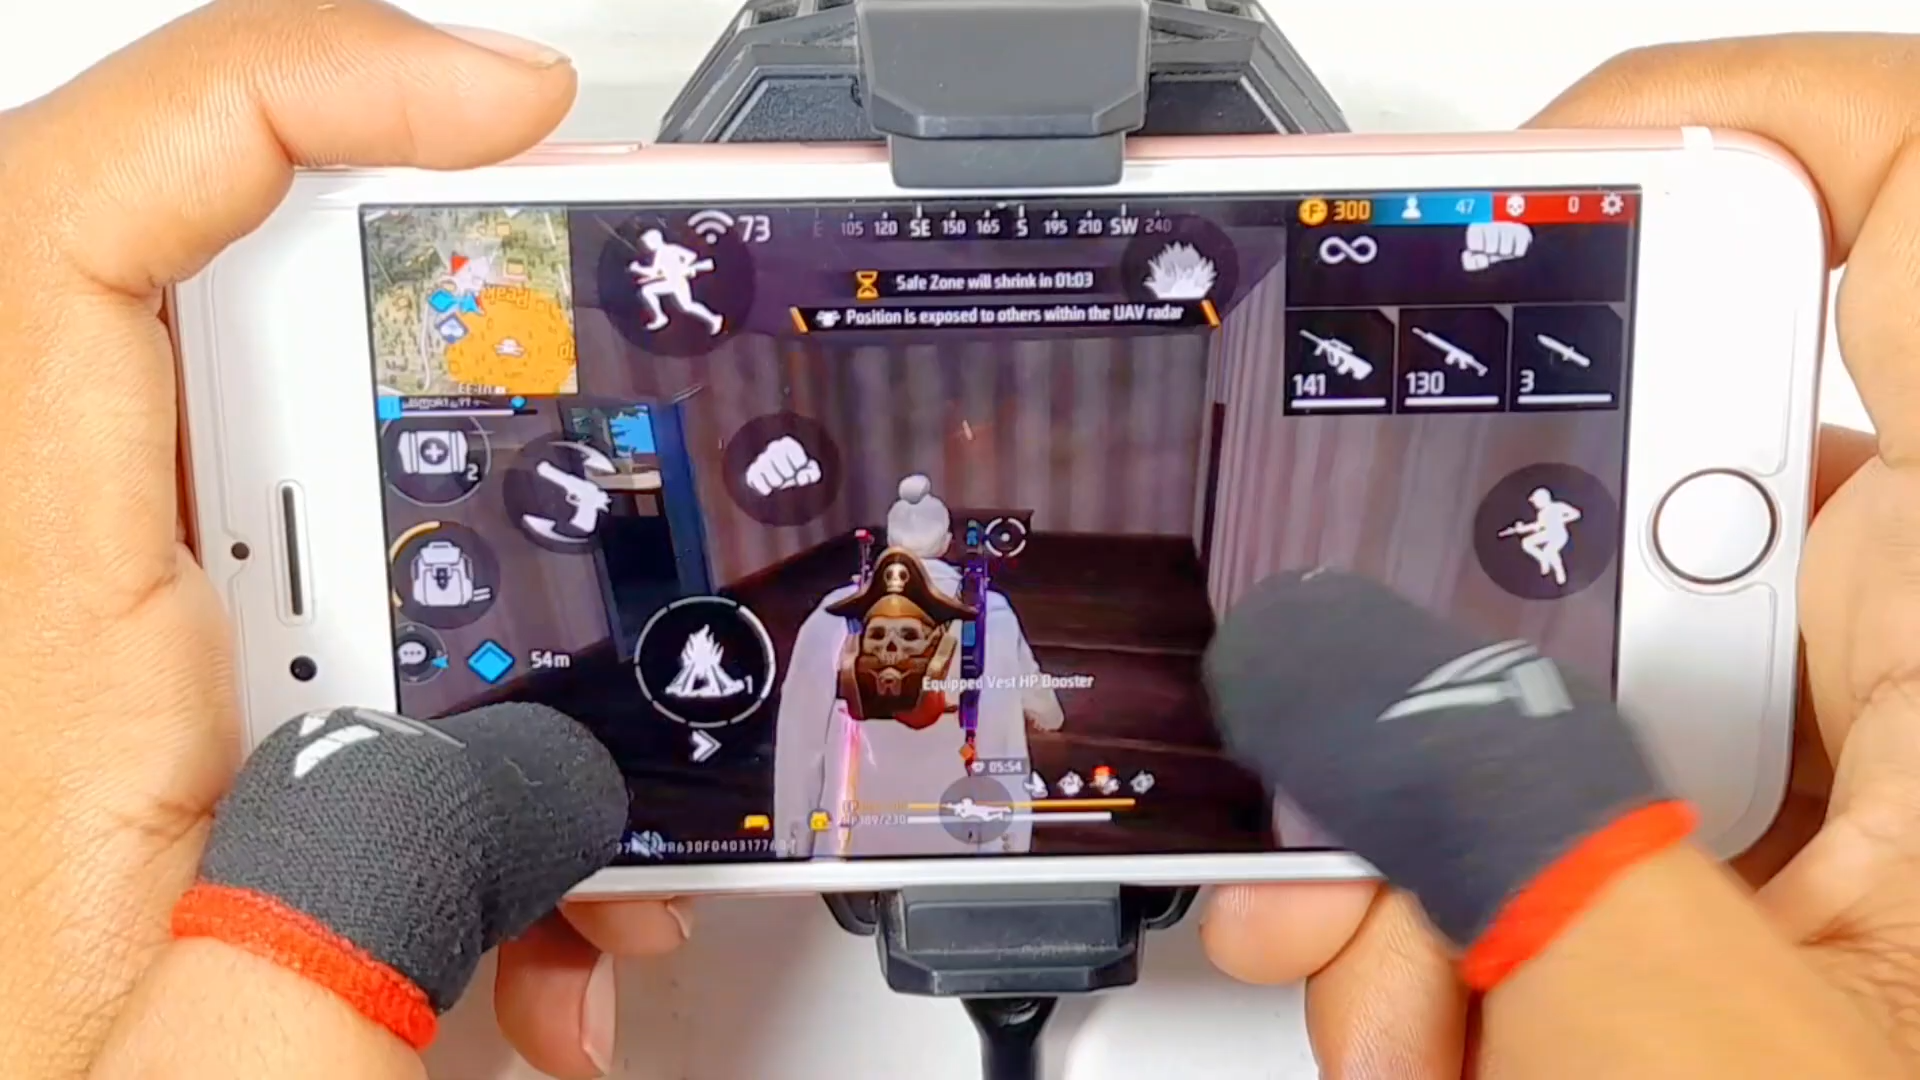 73
105 120 SE 150 165 S 195 210 SW 240
300
47
0
Safe Zone will shrink in 01:03
Position is exposed to others within the UAV radar
141
130
3
2
54m
1
Equipped Vest HP Booster
05:54